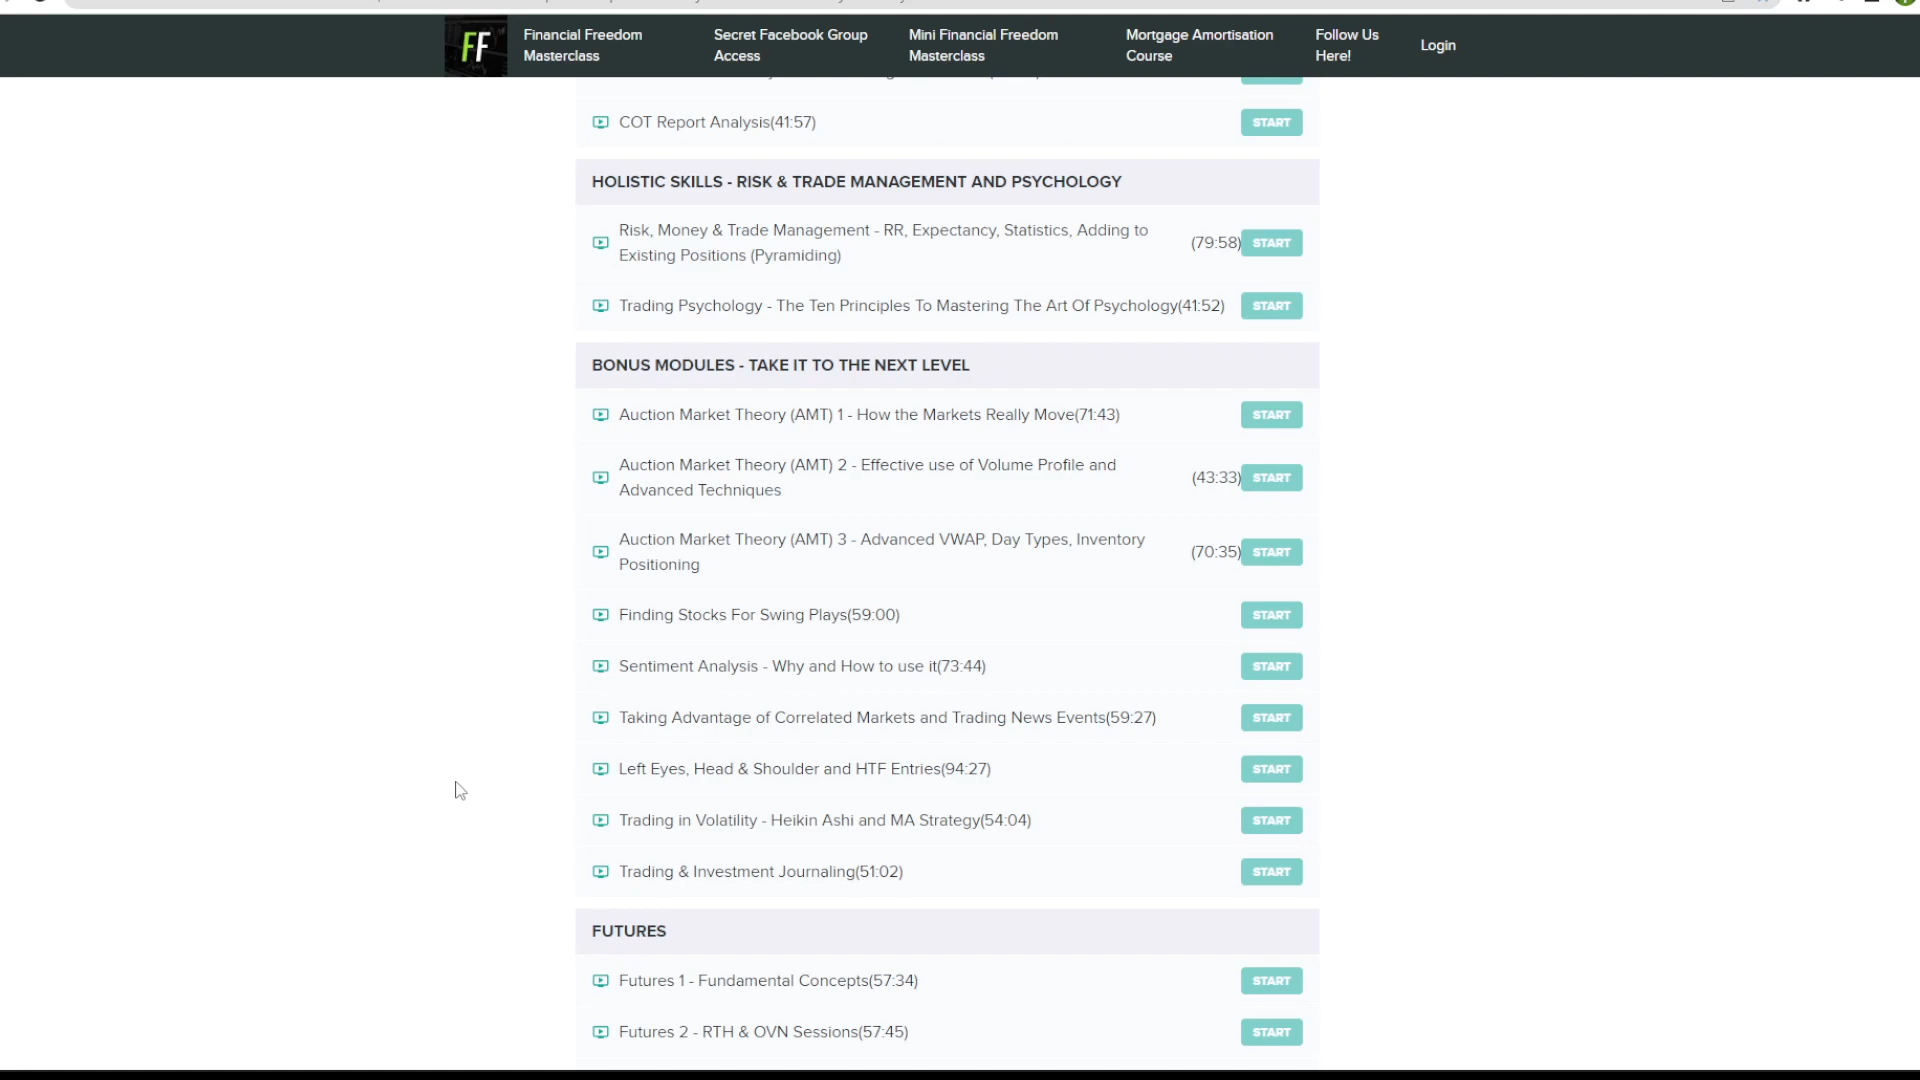 FF
Financial Freedom
Masterclass
Secret Facebook Group
Access
Mini Financial Freedom
Masterclass
Mortgage Amortisation
Course
Follow Us
Here!
Login
COT Report Analysis(41:57)
START
HOLISTIC SKILLS - RISK & TRADE MANAGEMENT AND PSYCHOLOGY
Risk, Money & Trade Management - RR, Expectancy, Statistics, Adding to
Existing Positions (Pyramiding)
(79:58)
START
Trading Psychology - The Ten Principles To Mastering The Art Of Psychology(41:52)
START
BONUS MODULES - TAKE IT TO THE NEXT LEVEL
Auction Market Theory (AMT) 1 - How the Markets Really Move(71:43)
START
Auction Market Theory (AMT) 2 - Effective use of Volume Profile and
Advanced Techniques
(43:33)
START
Auction Market Theory (AMT) 3 - Advanced VWAP, Day Types, Inventory
Positioning
(70:35)
START
Finding Stocks For Swing Plays(59:00)
START
Sentiment Analysis - Why and How to use it(73:44)
START
Taking Advantage of Correlated Markets and Trading News Events(59:27)
START
Left Eyes, Head & Shoulder and HTF Entries(94:27)
START
Trading in Volatility - Heikin Ashi and MA Strategy(54:04)
START
Trading & Investment Journaling(51:02)
START
FUTURES
Futures 1 - Fundamental Concepts(57:34)
START
Futures 2 - RTH & OVN Sessions(57:45)
START